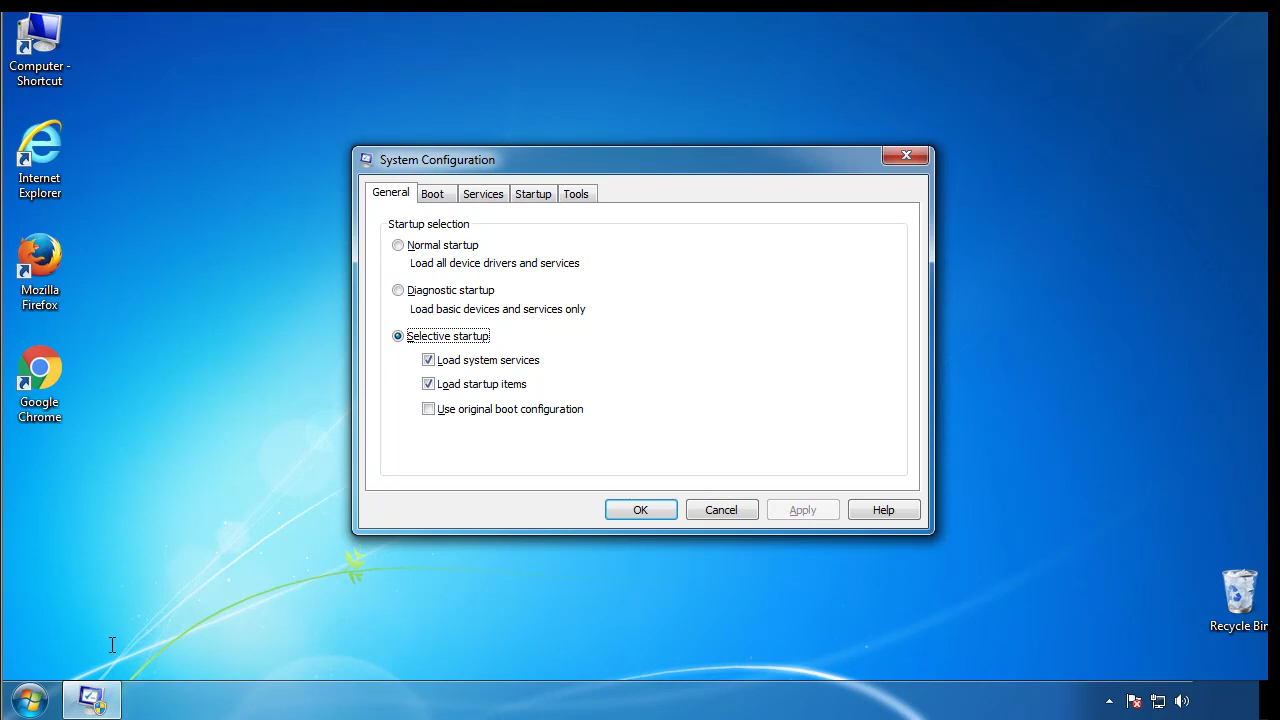 Computer -
Shortcut
Internet
Explorer
Mozilla
Firefox
Google
Chrome
System Configuration
General
Boot
Services
Startup
Tools
Startup selection
Normal startup
Load all device drivers and services
Diagnostic startup
Load basic devices and services only
Selective startup
Load system services
Load startup items
Use original boot configuration
OK
Cancel
Apply
Help
Recycle Bin